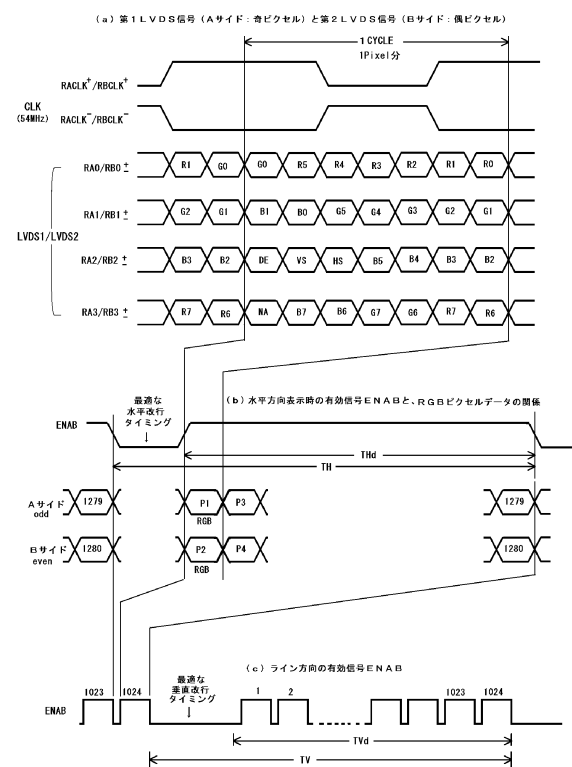 (a) 第1LVDS信号(Aサイド:奇ピクセル)と第2LVDS信号(Bサイド:偶ピクセル)
1 CYCLE
1Pixel分
RACLK+/RBCLK+
CLK
(54MHz)
RACLK-/RBCLK-
RA0/RB0 ± R1 G0 G0 R5 R4 R3 R2 R1 R0
RA1/RB1 ± G2 G1 B1 B0 G5 G4 G3 G2 G1
LVDS1/LVDS2
RA2/RB2 ± B3 B2 DE VS HS B5 B4 B3 B2
RA3/RB3 ± R7 R6 NA B7 B6 G7 G6 R7 R6
最適な
水平改行
タイミング
(b)水平方向表示時の有効信号ENABと、RGBピクセルデータの関係
ENAB
THd
TH
Aサイド
odd
1279 P1 P3 1279
RGB
Bサイド
even
1280 P2 P4 1280
RGB
(c)ライン方向の有効信号ENAB
最適な
垂直改行
タイミング
1023 1024 1 2 1023 1024
ENAB
TVd
TV